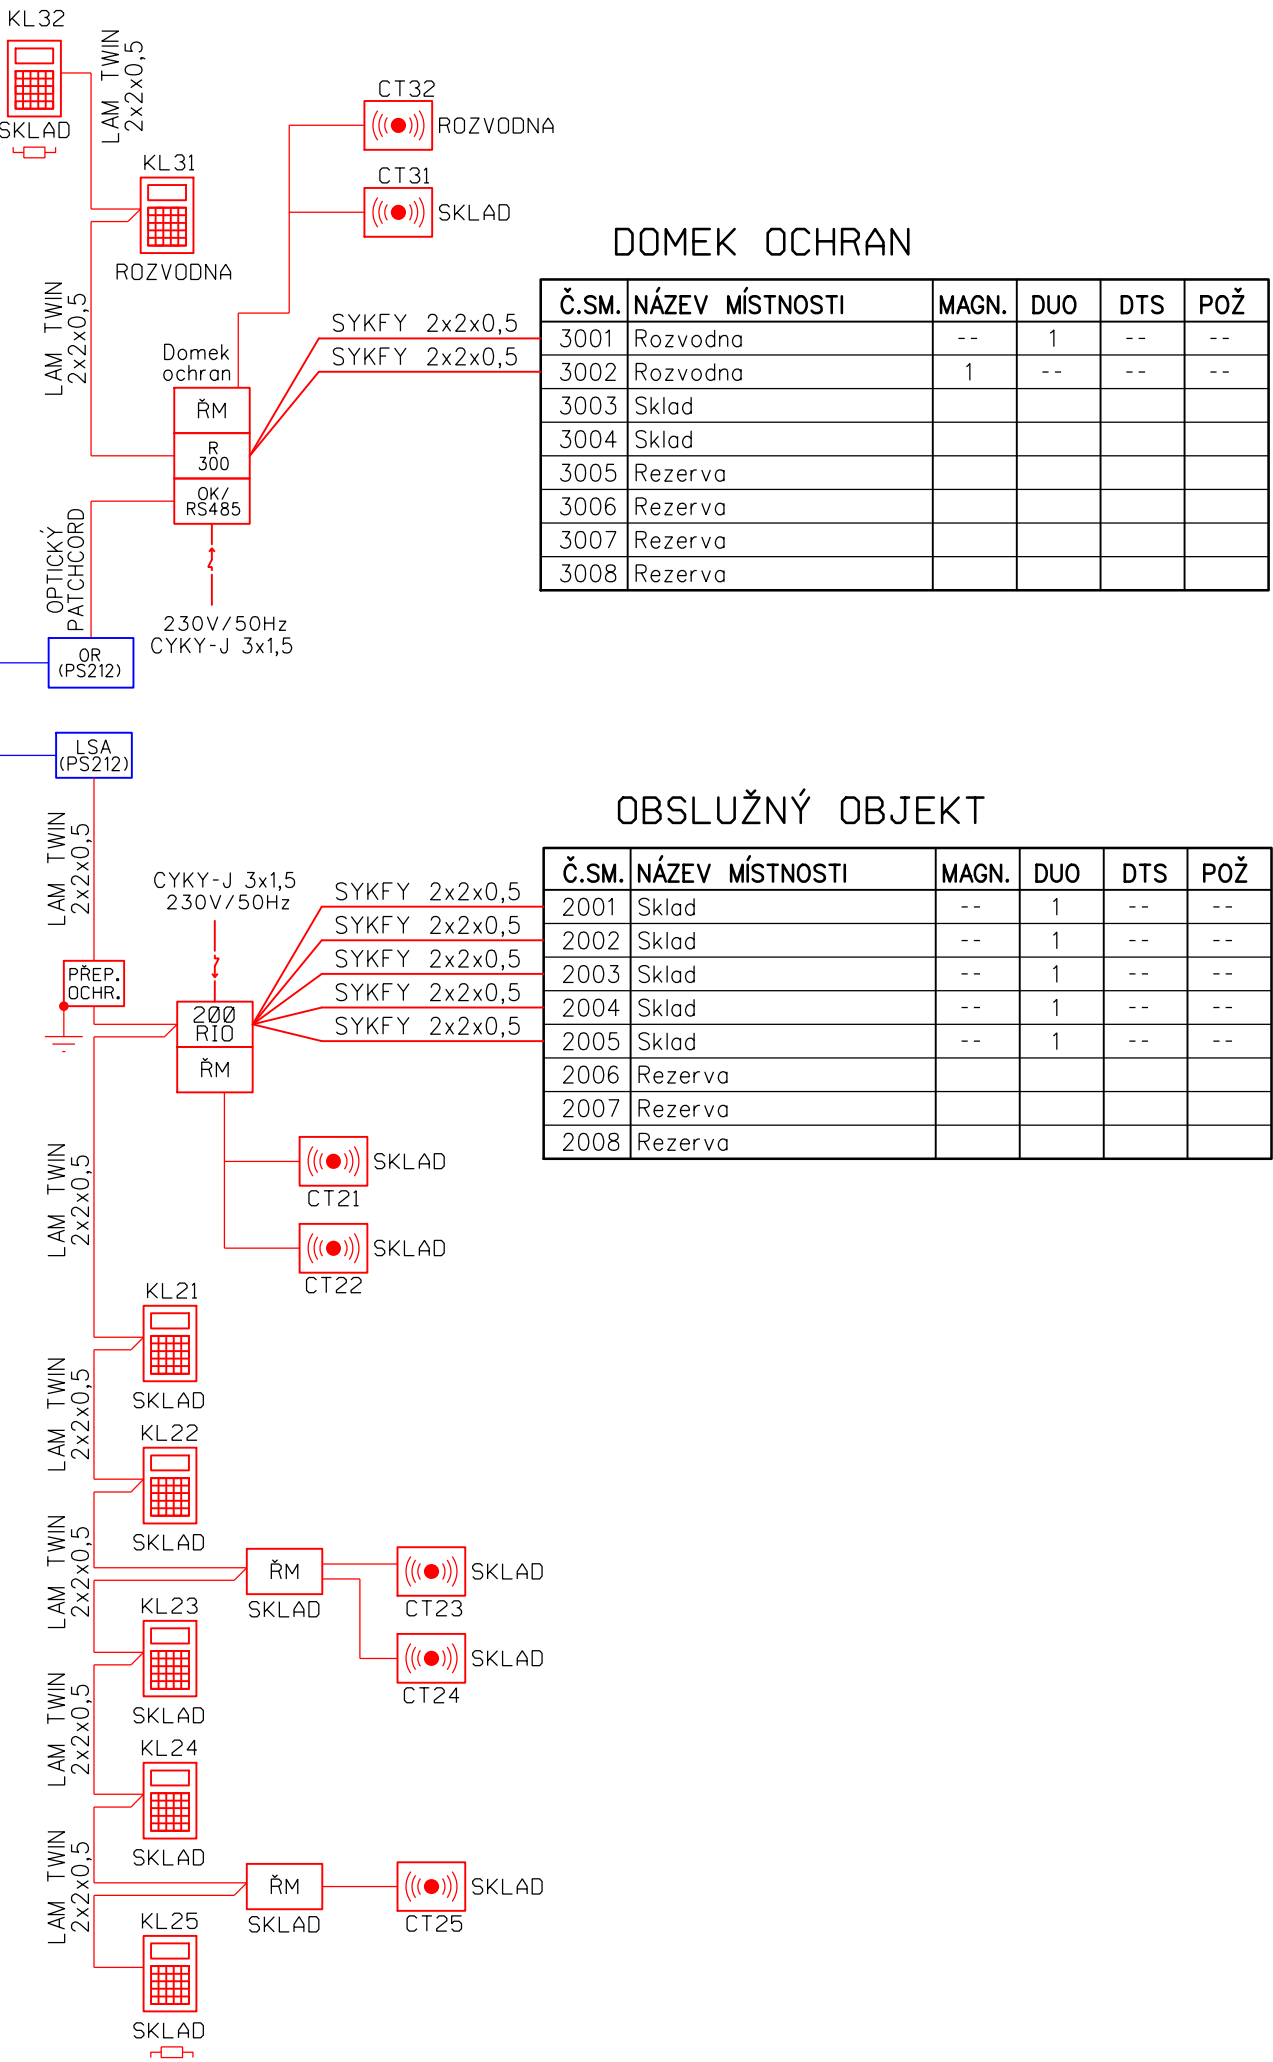 KL32
LAM TWIN
2x2x0,5
SKLAD
KL31
ROZVODNA
LAM TWIN
2x2x0,5
CT32
ROZVODNA
CT31
SKLAD
Domek
ochran
ŘM
R
300
OK/
RS485
SYKFY 2x2x0,5
SYKFY 2x2x0,5
OPTICKÝ
PATCHCORD
230V/50Hz
CYKY-J 3x1,5
OR
(PS212)
DOMEK OCHRAN
Č.SM. NÁZEV MÍSTNOSTI MAGN. DUO DTS POŽ
3001 Rozvodna -- 1 -- --
3002 Rozvodna 1 -- -- --
3003 Sklad
3004 Sklad
3005 Rezerva
3006 Rezerva
3007 Rezerva
3008 Rezerva
LSA
(PS212)
LAM TWIN
2x2x0,5
PŘEP.
OCHR.
CYKY-J 3x1,5
230V/50Hz
200
RIO
ŘM
SYKFY 2x2x0,5
SYKFY 2x2x0,5
SYKFY 2x2x0,5
SYKFY 2x2x0,5
SYKFY 2x2x0,5
OBSLUŽNÝ OBJEKT
Č.SM. NÁZEV MÍSTNOSTI MAGN. DUO DTS POŽ
2001 Sklad -- 1 -- --
2002 Sklad -- 1 -- --
2003 Sklad -- 1 -- --
2004 Sklad -- 1 -- --
2005 Sklad -- 1 -- --
2006 Rezerva
2007 Rezerva
2008 Rezerva
LAM TWIN
2x2x0,5
SKLAD
CT21
SKLAD
CT22
KL21
SKLAD
LAM TWIN
2x2x0,5
KL22
SKLAD
LAM TWIN
2x2x0,5
ŘM
SKLAD
SKLAD
CT23
SKLAD
CT24
KL23
SKLAD
LAM TWIN
2x2x0,5
KL24
SKLAD
LAM TWIN
2x2x0,5
ŘM
SKLAD
SKLAD
CT25
KL25
SKLAD